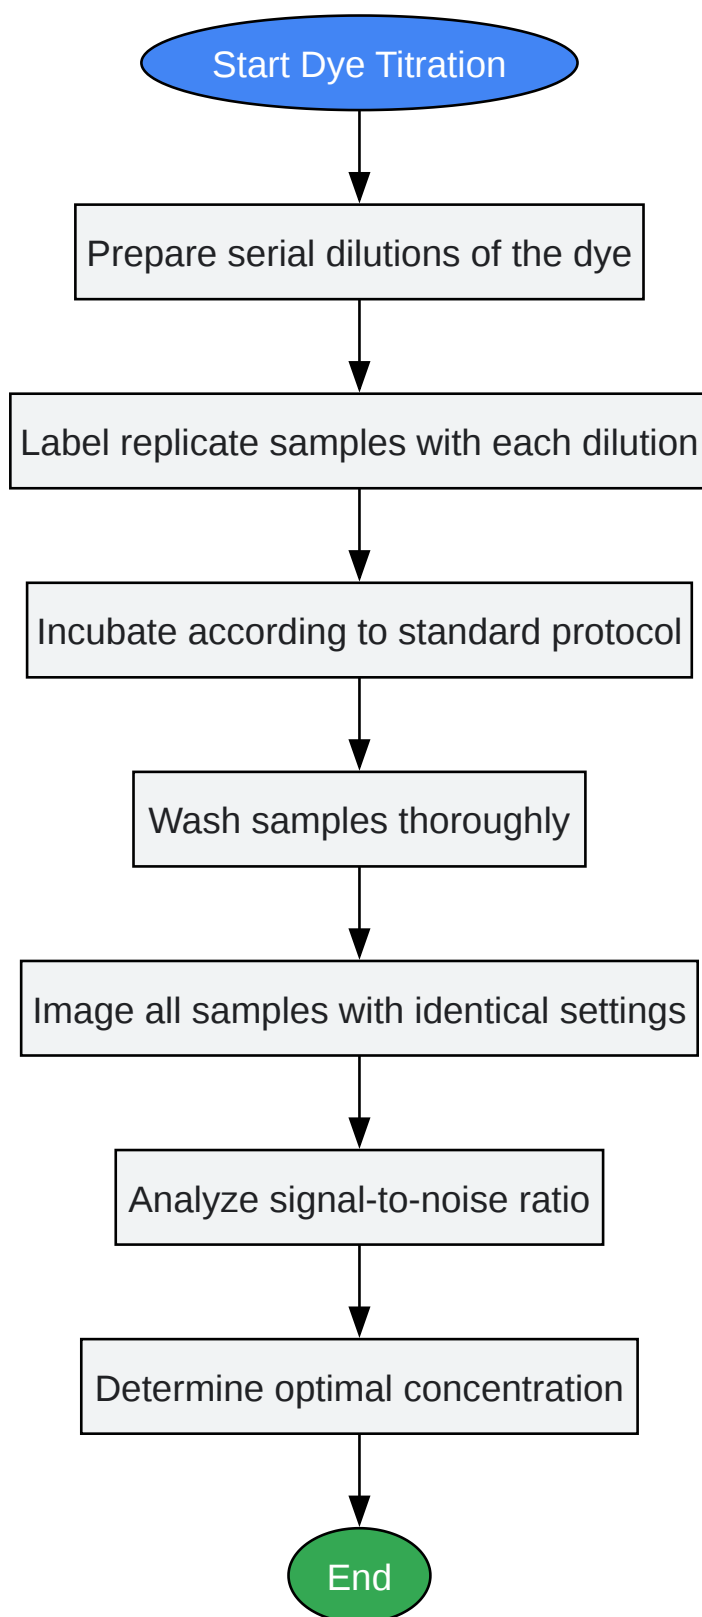 Start Dye Titration
Prepare serial dilutions of the dye
Label replicate samples with each dilution
Incubate according to standard protocol
Wash samples thoroughly
Image all samples with identical settings
Analyze signal-to-noise ratio
Determine optimal concentration
End